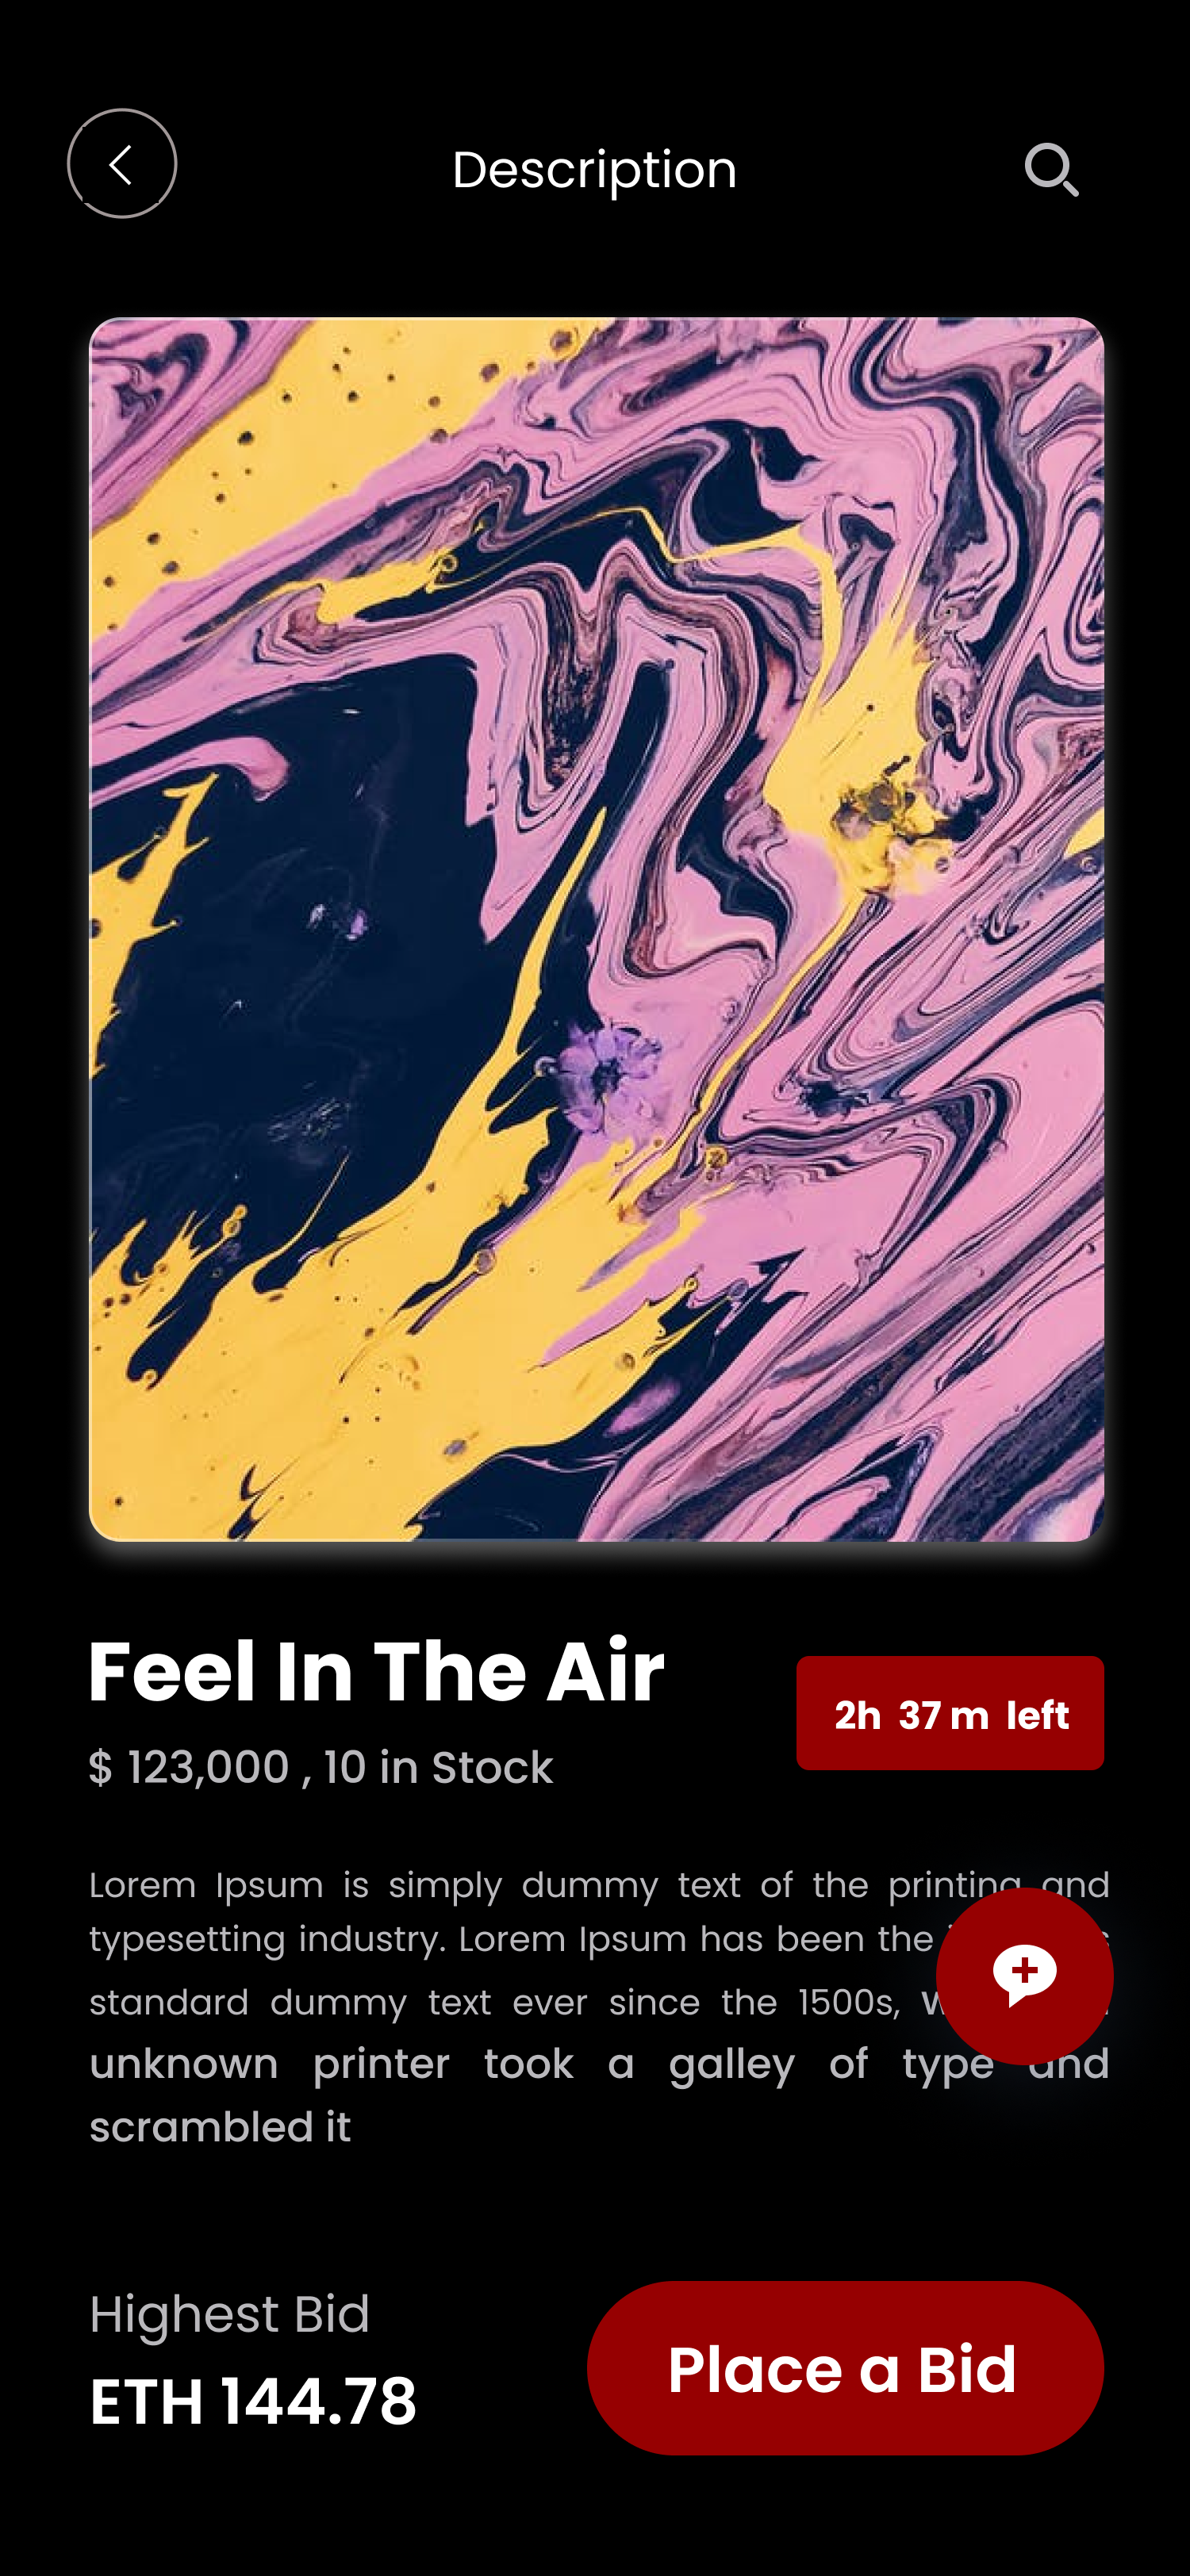 Description
Feel In The Air
2h 37 m left
$ 123,000 , 10 in Stock
Lorem Ipsum is simply dummy text of the printing and
typesetting industry. Lorem Ipsum has been the
standard dummy text ever since the 1500s,
unknown printer took a galley of type and
scrambled it
Highest Bid
ETH 144.78
Place a Bid